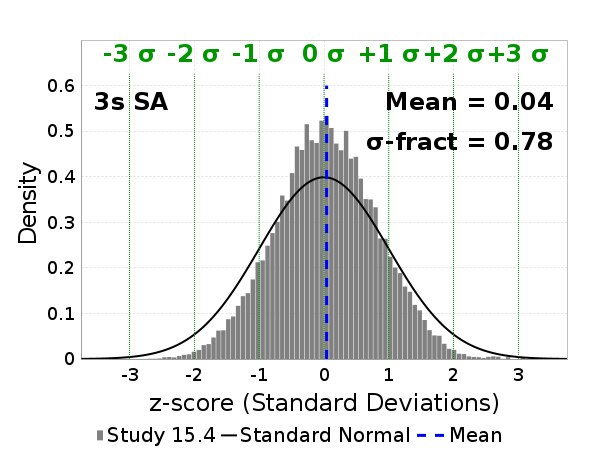 -3 σ -2 σ -1 σ 0 σ +1 σ +2 σ +3 σ
0.6
3s SA
Mean = 0.04
0.5
σ-fract = 0.78
0.4
0.3
0.2
0.1
0
Density
-3 -2 -1 0 1 2 3
z-score (Standard Deviations)
Study 15.4 Standard Normal Mean